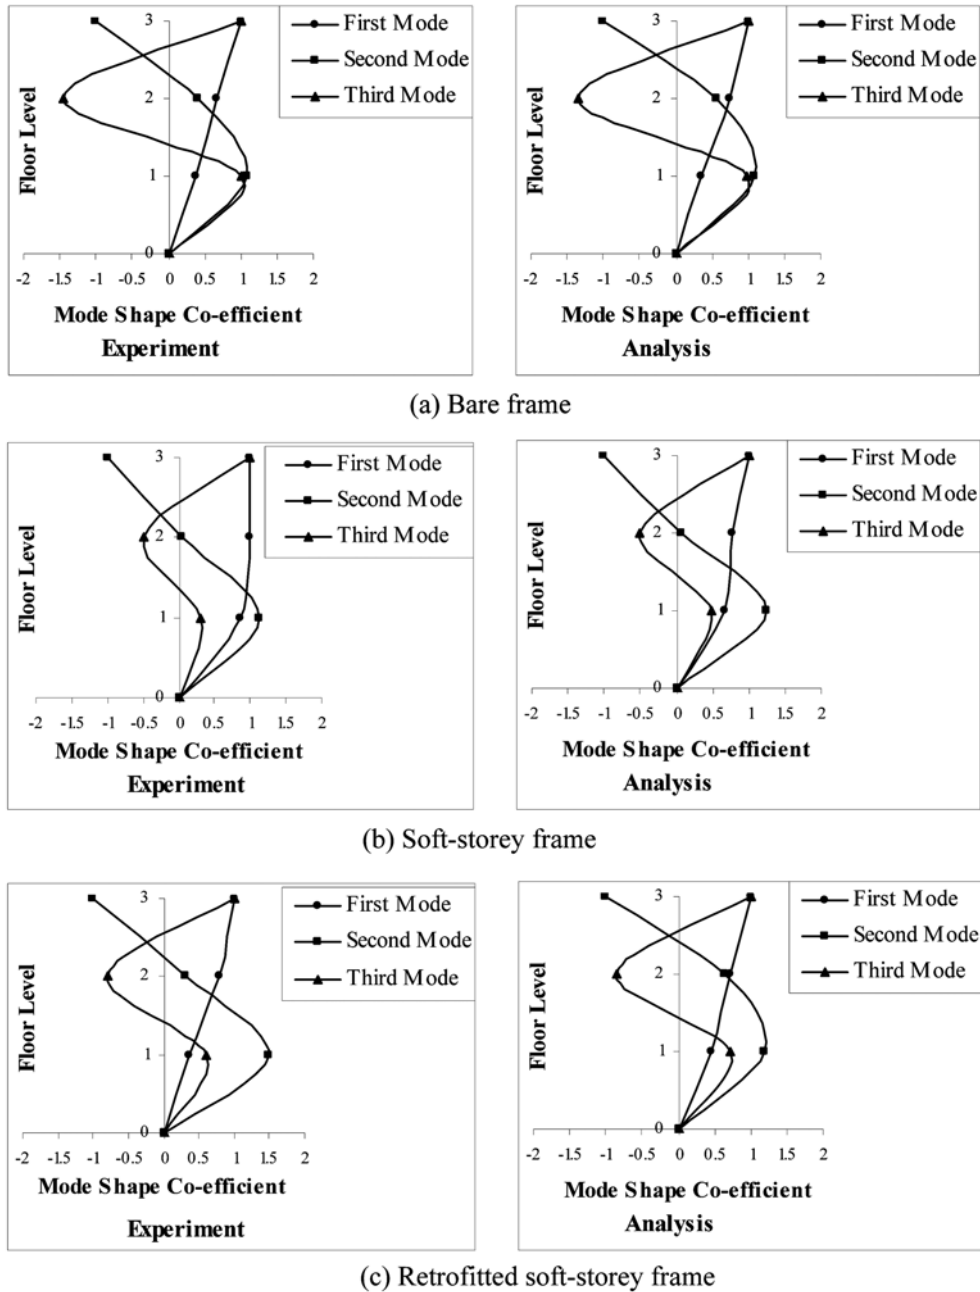 First Mode
Second Mode
Third Mode
Floor Level
3
2
1
0
-2 -1.5 -1 -0.5 0 0.5 1 1.5 2
Mode Shape Co-efficient
Experiment
First Mode
Second Mode
Third Mode
Floor Level
3
2
1
0
-2 -1.5 -1 -0.5 0 0.5 1 1.5 2
Mode Shape Co-efficient
Analysis
(a) Bare frame
First Mode
Second Mode
Third Mode
Floor Level
3
2
1
0
-2 -1.5 -1 -0.5 0 0.5 1 1.5 2
Mode Shape Co-efficient
Experiment
First Mode
Second Mode
Third Mode
Floor Level
3
2
1
0
-2 -1.5 -1 -0.5 0 0.5 1 1.5 2
Mode Shape Co-efficient
Analysis
(b) Soft-storey frame
First Mode
Second Mode
Third Mode
Floor Level
3
2
1
0
-2 -1.5 -1 -0.5 0 0.5 1 1.5 2
Mode Shape Co-efficient
Experiment
First Mode
Second Mode
Third Mode
Floor Level
3
2
1
0
-2 -1.5 -1 -0.5 0 0.5 1 1.5 2
Mode Shape Co-efficient
Analysis
(c) Retrofitted soft-storey frame